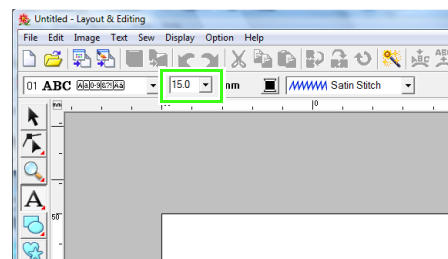 Untitled - Layout & Editing
File Edit Image Text Sew Display Option Help
01 ABC 15.0 mm Satin Stitch
mm 0
A
50